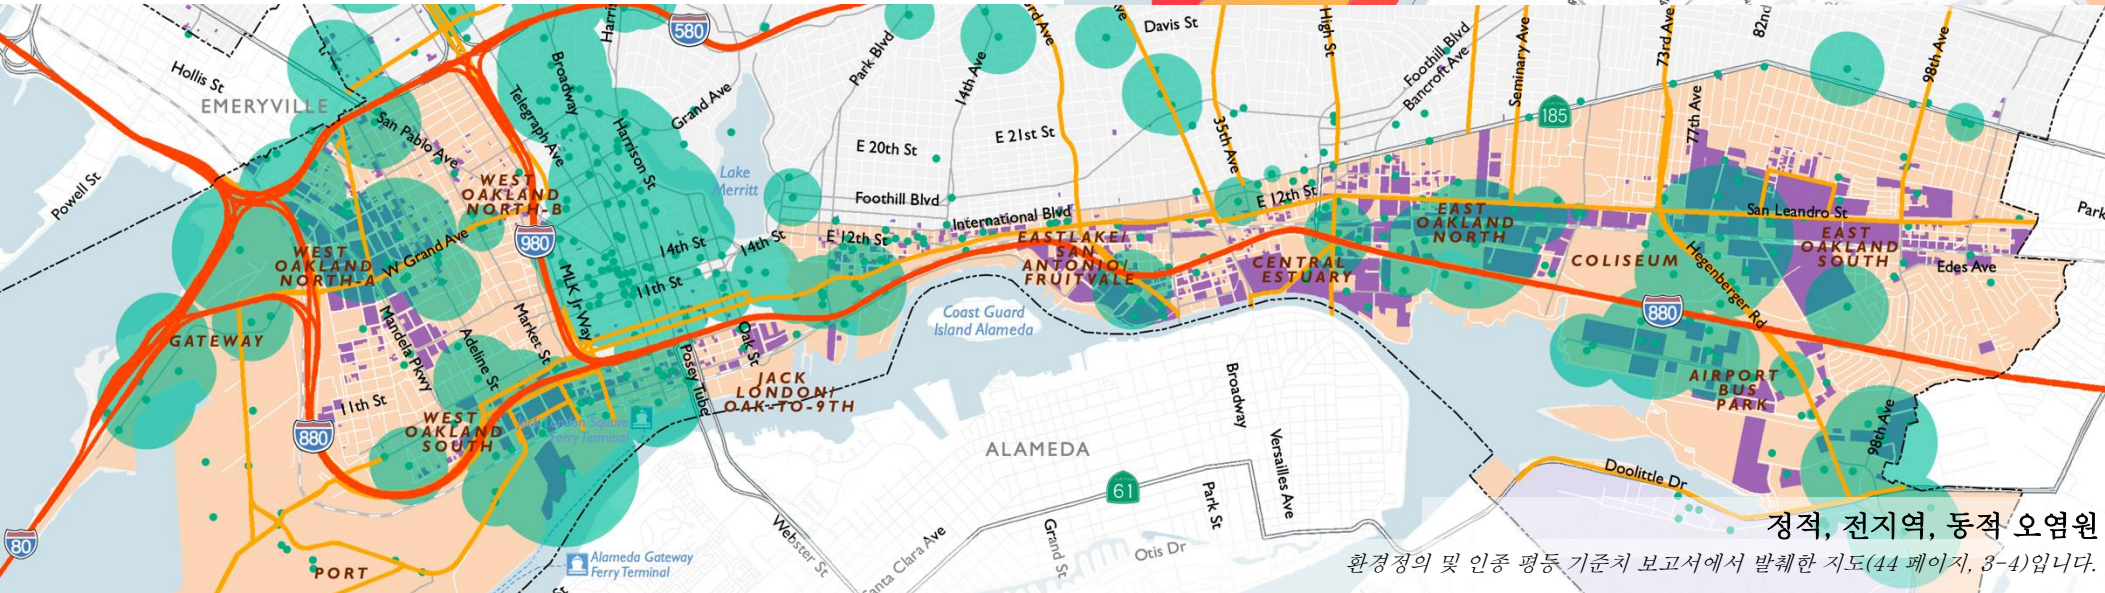 580
Davis St
Hollis St
EMERYVILLE
Powell St
San Pablo Ave
Telegraph Ave
Broadway
Harrison St
Grand Ave
Park Blvd
14th Ave
E 20th St
E 21st St
35th Ave
High St
Foothill Blvd
Bancroft Ave
Seminary Ave
185
73rd Ave
77th Ave
82nd
98th Ave
Lake
Merritt
Foothill Blvd
International Blvd
E 12th St
E 12th St
San Leandro St
Edes Ave
Park
WEST
OAKLAND
NORTH-B
WEST
OAKLAND
NORTH-A
W Grand Ave
980
14th St
14th St
11th St
MLK Jr Way
EASTLAKE/
SAN
ANTONIO/
FRUITVALE
CENTRAL
ESTUARY
EAST
OAKLAND
NORTH
COLISEUM
EAST
OAKLAND
SOUTH
Hegenberger Rd
880
GATEWAY
Mandela Pkwy
Adeline St
Market St
Oak St
Posey Tube
Coast Guard
Island Alameda
JACK
LONDON/
OAK-TO-9TH
AIRPORT
BUS
PARK
11th St
880
WEST
OAKLAND
SOUTH
Jack London Square
Ferry Terminal
ALAMEDA
Broadway
Versailles Ave
98th Ave
Doolittle Dr
61
Park St
80
PORT
Webster St
Santa Clara Ave
Grand St
Otis Dr
Alameda Gateway
Ferry Terminal
정적, 전지역, 동적 오염원
환경정의 및 인종 평등 기준치 보고서에서 발췌한 지도(44 페이지, 3-4)입니다.